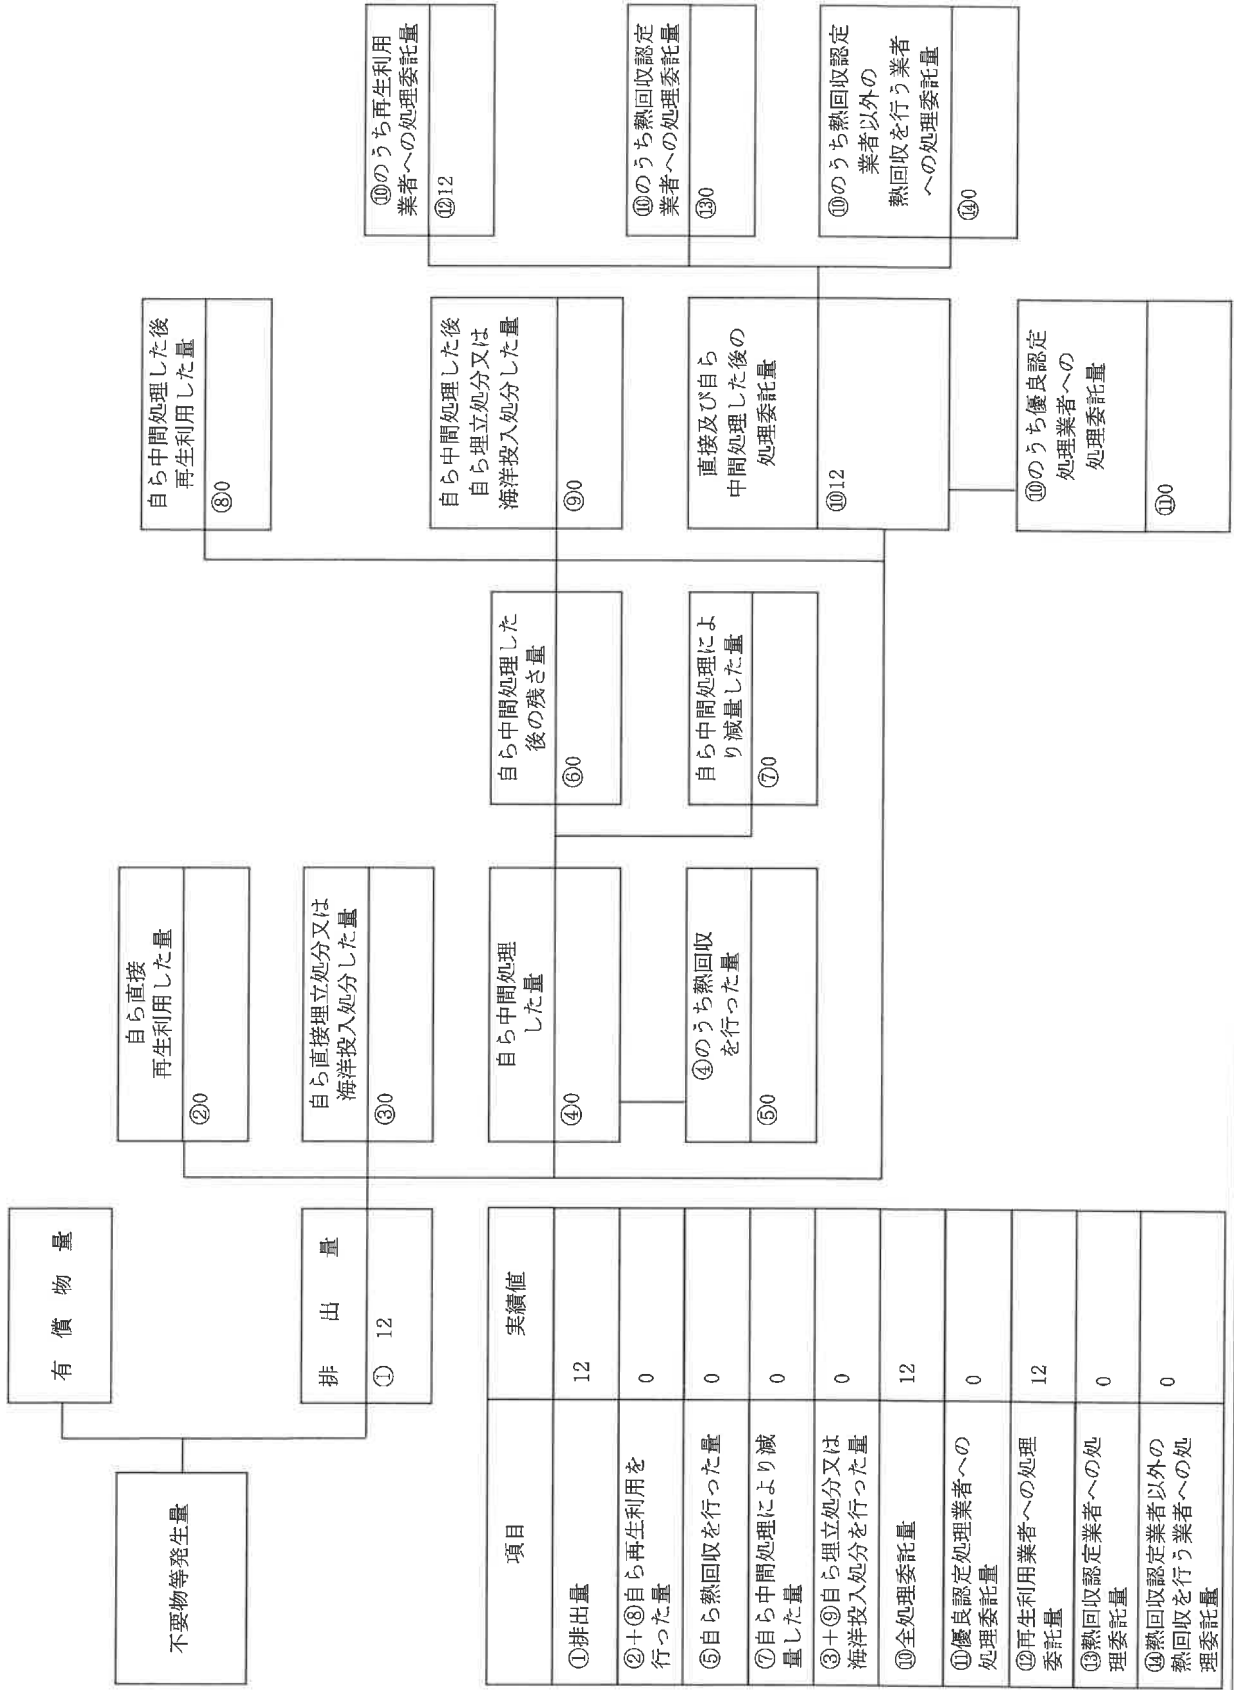 不要物等発生量
有償物量
排出量
① 12
自ら直接
再生利用した量
②0
自ら直接埋立処分又は
海洋投入処分した量
③0
自ら中間処理
した量
④0
④のうち熱回収
を行った量
⑤0
自ら中間処理した
後の残さ量
⑥0
自ら中間処理によ
り減量した量
⑦0
自ら中間処理した後
再生利用した量
⑧0
自ら中間処理した後
自ら埋立処分又は
海洋投入処分した量
⑨0
直接及び自ら
中間処理した後の
処理委託量
⑩12
⑩のうち優良認定
処理業者への
処理委託量
⑪0
⑩のうち再生利用
業者への処理委託量
⑫12
⑩のうち熱回収認定
業者への処理委託量
⑬0
⑩のうち熱回収認定
業者以外の
熱回収を行う業者
への処理委託量
⑭0
項目 実績値
①排出量 12
②+⑧自ら再生利用を
行った量 0
⑤自ら熱回収を行った量 0
⑦自ら中間処理により減
量した量 0
③+⑨自ら埋立処分又は
海洋投入処分を行った量 0
⑩全処理委託量 12
⑪優良認定処理業者への
処理委託量 0
⑫再生利用業者への処理
委託量 12
⑬熱回収認定業者への処
理委託量 0
⑭熱回収認定業者以外の
熱回収を行う業者への処
理委託量 0